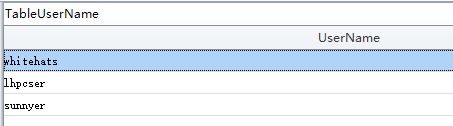 TableUserName
UserName
whitehats
lhpcser
sunnyer